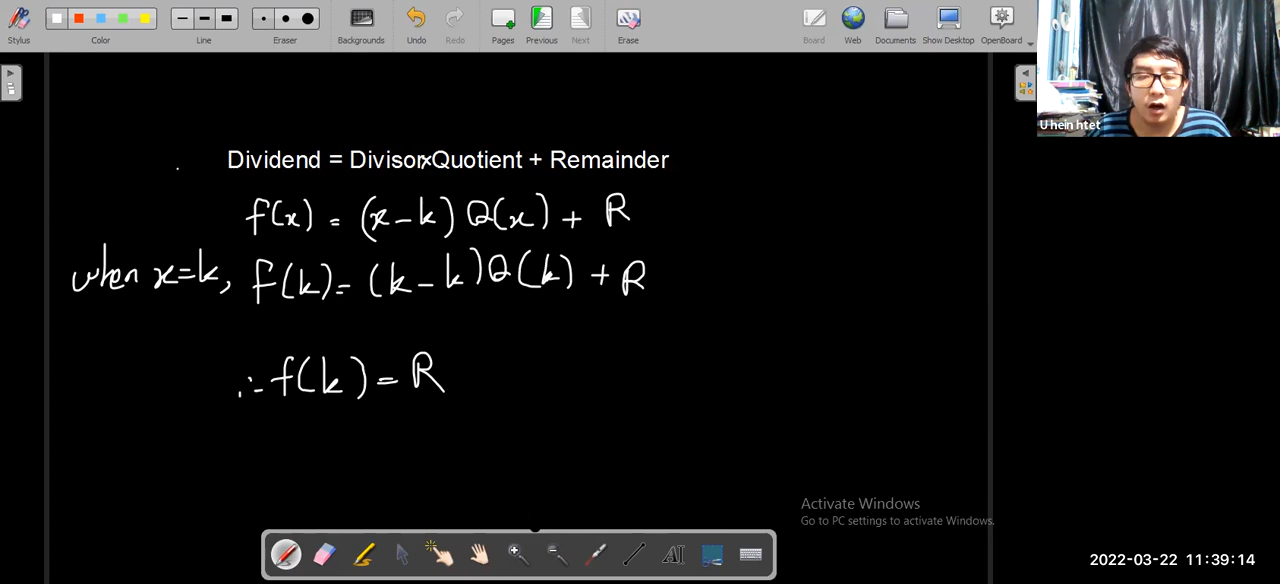 Stylus Color Line Eraser Backgrounds Undo Redo Pages Previous Next Erase Board Web Documents Show Desktop OpenBoard
U hein htet
Dividend = Divisor×Quotient + Remainder
f(x) = (x-k) Q(x) + R
when x=k, f(k) = (k-k) Q(k) + R
∴ f(k) = R
Activate Windows
Go to PC settings to activate Windows.
AI
2022-03-22 11:39:14